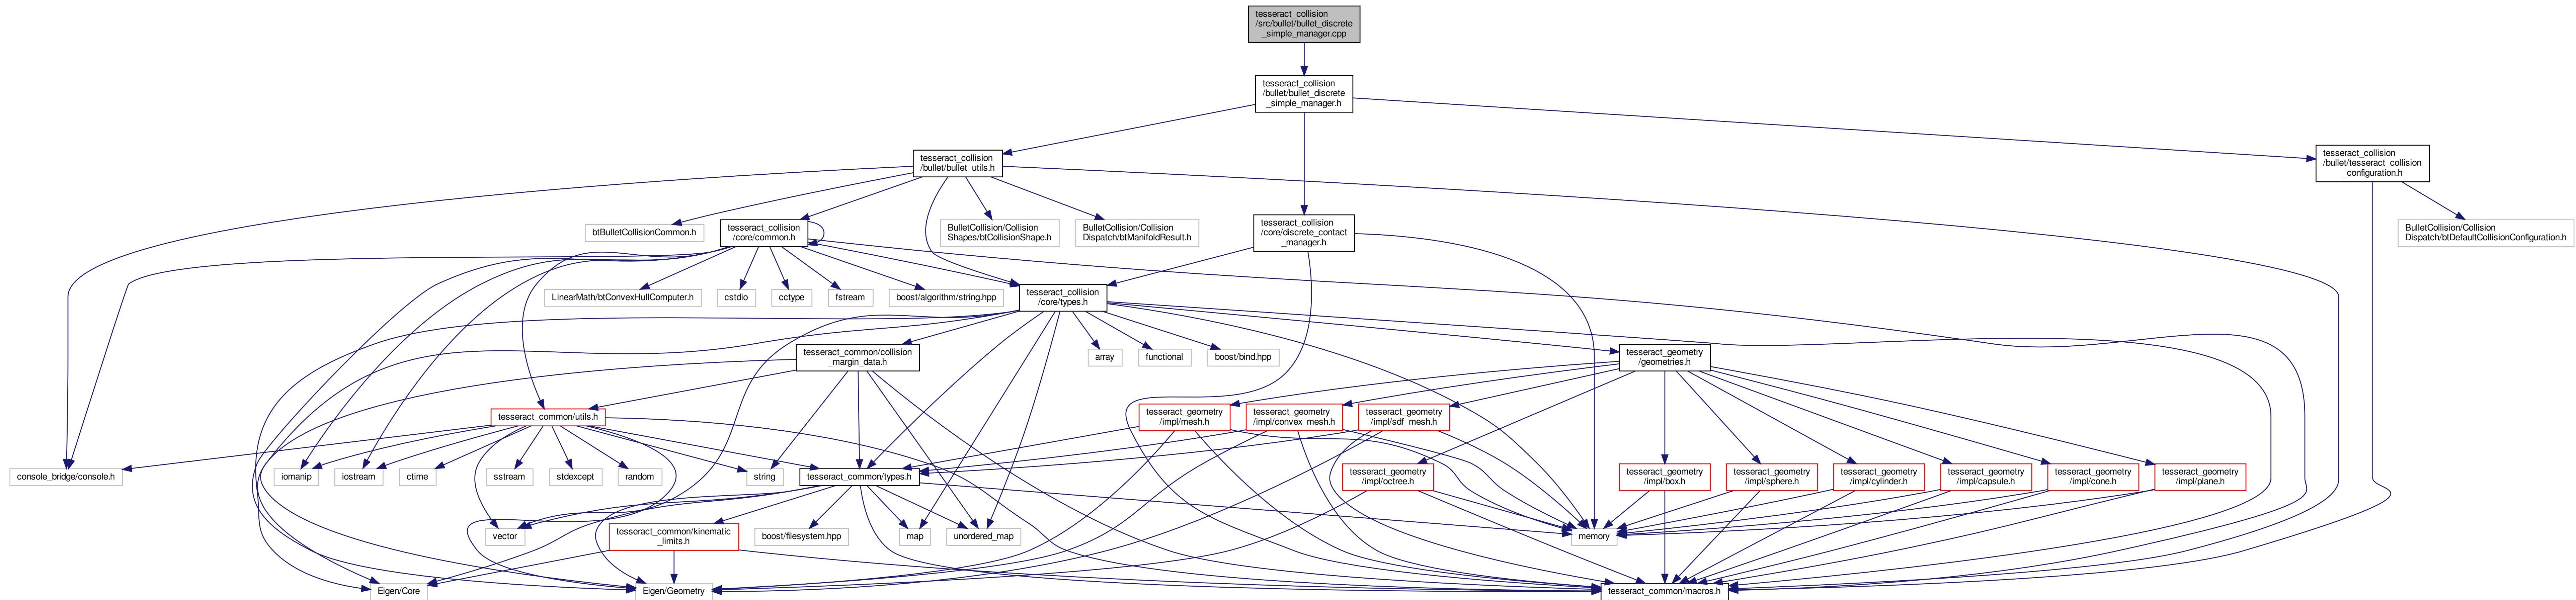 tesseract_collision
/src/bullet/bullet_discrete
_simple_manager.cpp
tesseract_collision
/bullet/bullet_discrete
_simple_manager.h
tesseract_collision
/bullet/bullet_utils.h
tesseract_collision
/bullet/tesseract_collision
_configuration.h
btBulletCollisionCommon.h
tesseract_collision
/core/common.h
BulletCollision/Collision
Shapes/btCollisionShape.h
BulletCollision/Collision
Dispatch/btManifoldResult.h
tesseract_collision
/core/discrete_contact
_manager.h
BulletCollision/Collision
Dispatch/btDefaultCollisionConfiguration.h
LinearMath/btConvexHullComputer.h
cstdio
cctype
fstream
boost/algorithm/string.hpp
tesseract_collision
/core/types.h
tesseract_common/collision
_margin_data.h
array
functional
boost/bind.hpp
tesseract_geometry
/geometries.h
tesseract_common/utils.h
tesseract_geometry
/impl/mesh.h
tesseract_geometry
/impl/convex_mesh.h
tesseract_geometry
/impl/sdf_mesh.h
console_bridge/console.h
iomanip
iostream
ctime
sstream
stdexcept
random
string
tesseract_common/types.h
tesseract_geometry
/impl/octree.h
tesseract_geometry
/impl/box.h
tesseract_geometry
/impl/sphere.h
tesseract_geometry
/impl/cylinder.h
tesseract_geometry
/impl/capsule.h
tesseract_geometry
/impl/cone.h
tesseract_geometry
/impl/plane.h
vector
tesseract_common/kinematic
_limits.h
boost/filesystem.hpp
map
unordered_map
memory
Eigen/Core
Eigen/Geometry
tesseract_common/macros.h